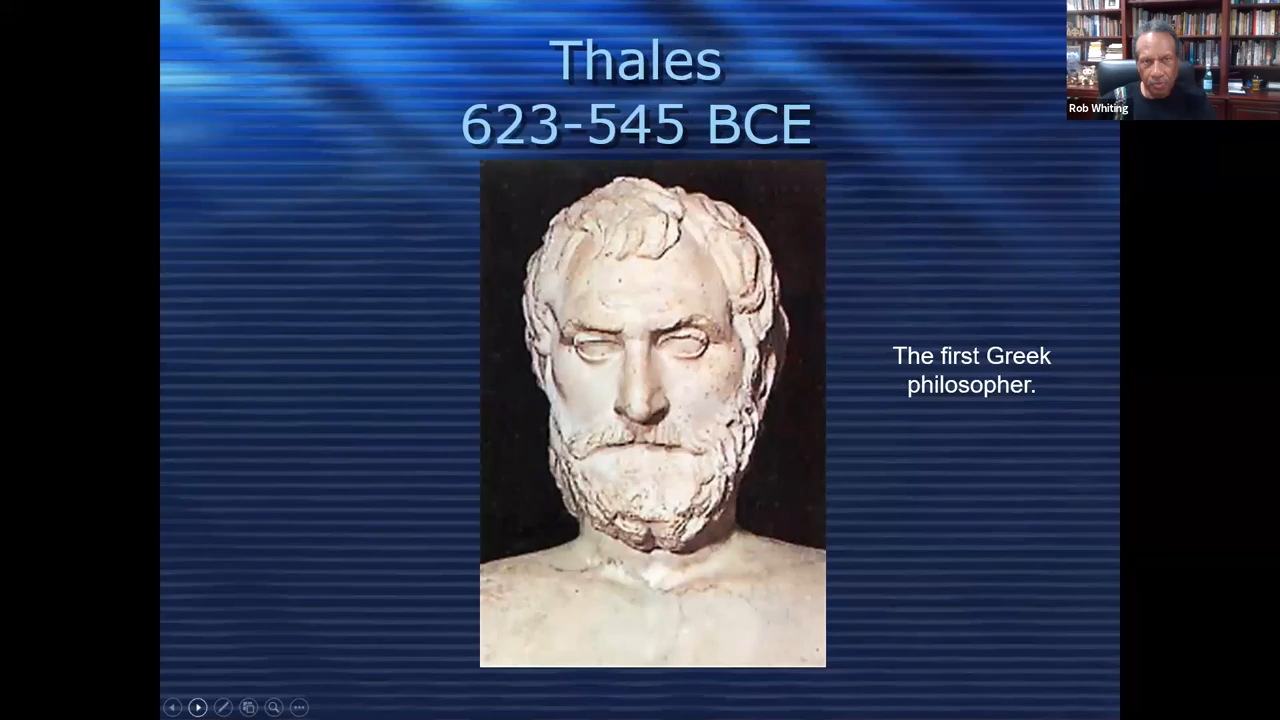 Thales
623-545 BCE
Rob Whiting
The first Greek
philosopher.